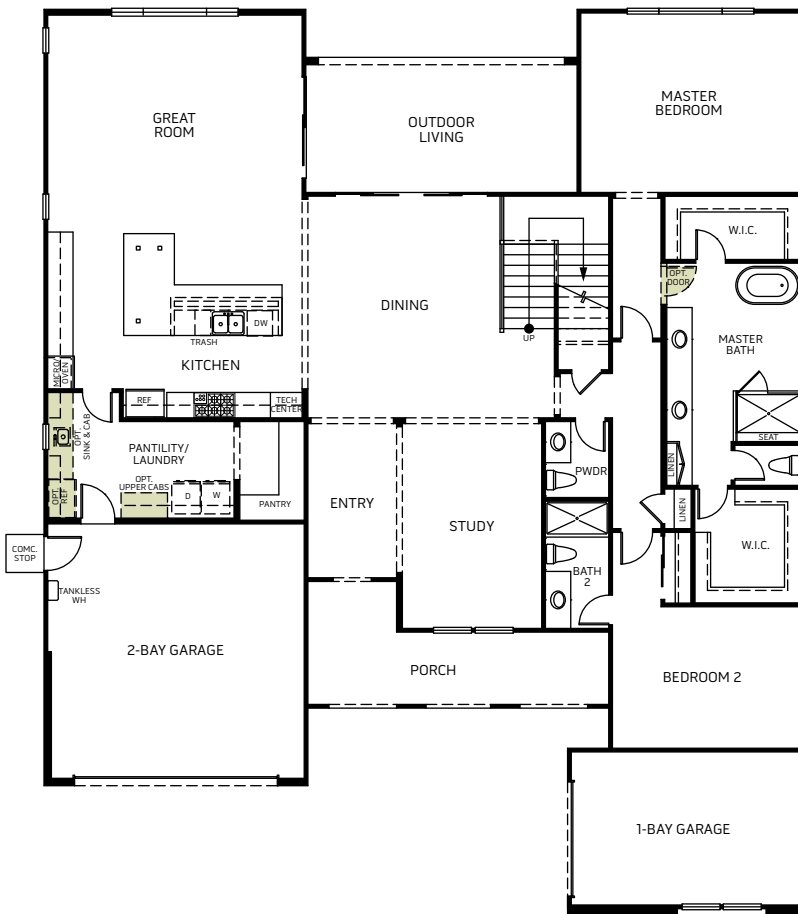 GREAT
ROOM
OUTDOOR
LIVING
MASTER
BEDROOM
W.I.C.
OPT.
DOOR
DINING
UP
MASTER
BATH
DW
TRASH
KITCHEN
MICRO/
OVEN
REF
TECH
CENTER
SEAT
LINEN
OPT.
SINK & CAB
PANTILITY/
LAUNDRY
OPT.
UPPER CABS
D
W
OPT.
REF
PANTRY
ENTRY
STUDY
PWDR
LINEN
W.I.C.
BATH
2
COMC.
STOP
TANKLESS
WH
2-BAY GARAGE
PORCH
BEDROOM 2
1-BAY GARAGE